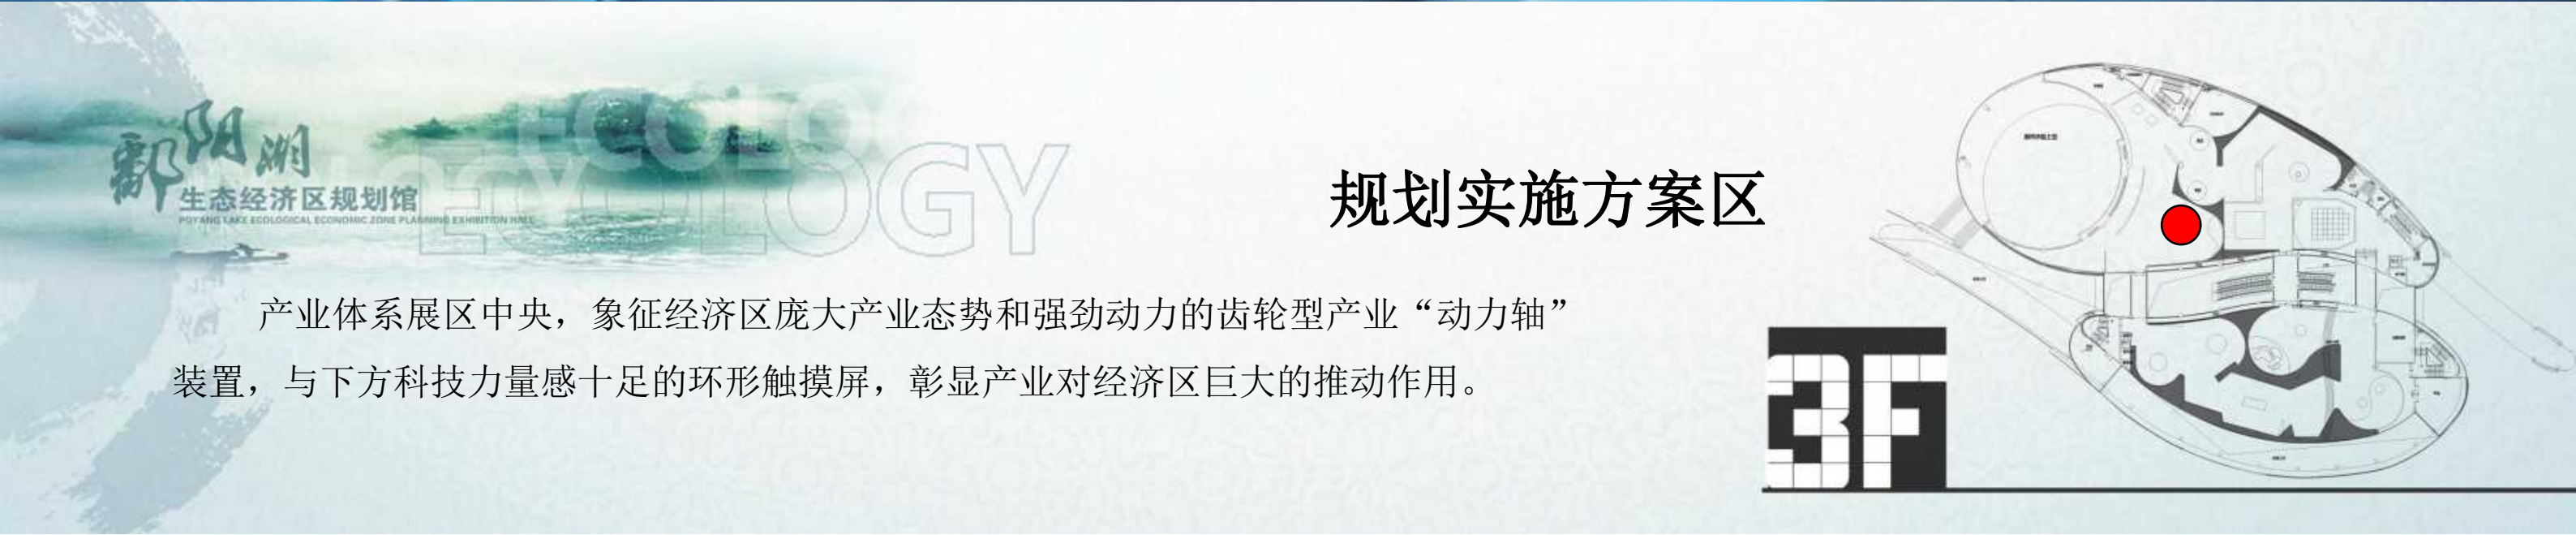 鄱阳湖
生态经济区规划馆
POYANG LAKE ECOLOGICAL ECONOMIC ZONE PLANNING EXHIBITION HALL
ECOLOGY
规划实施方案区
产业体系展区中央，象征经济区庞大产业态势和强劲动力的齿轮型产业“动力轴”
装置，与下方科技力量感十足的环形触摸屏，彰显产业对经济区巨大的推动作用。
3F